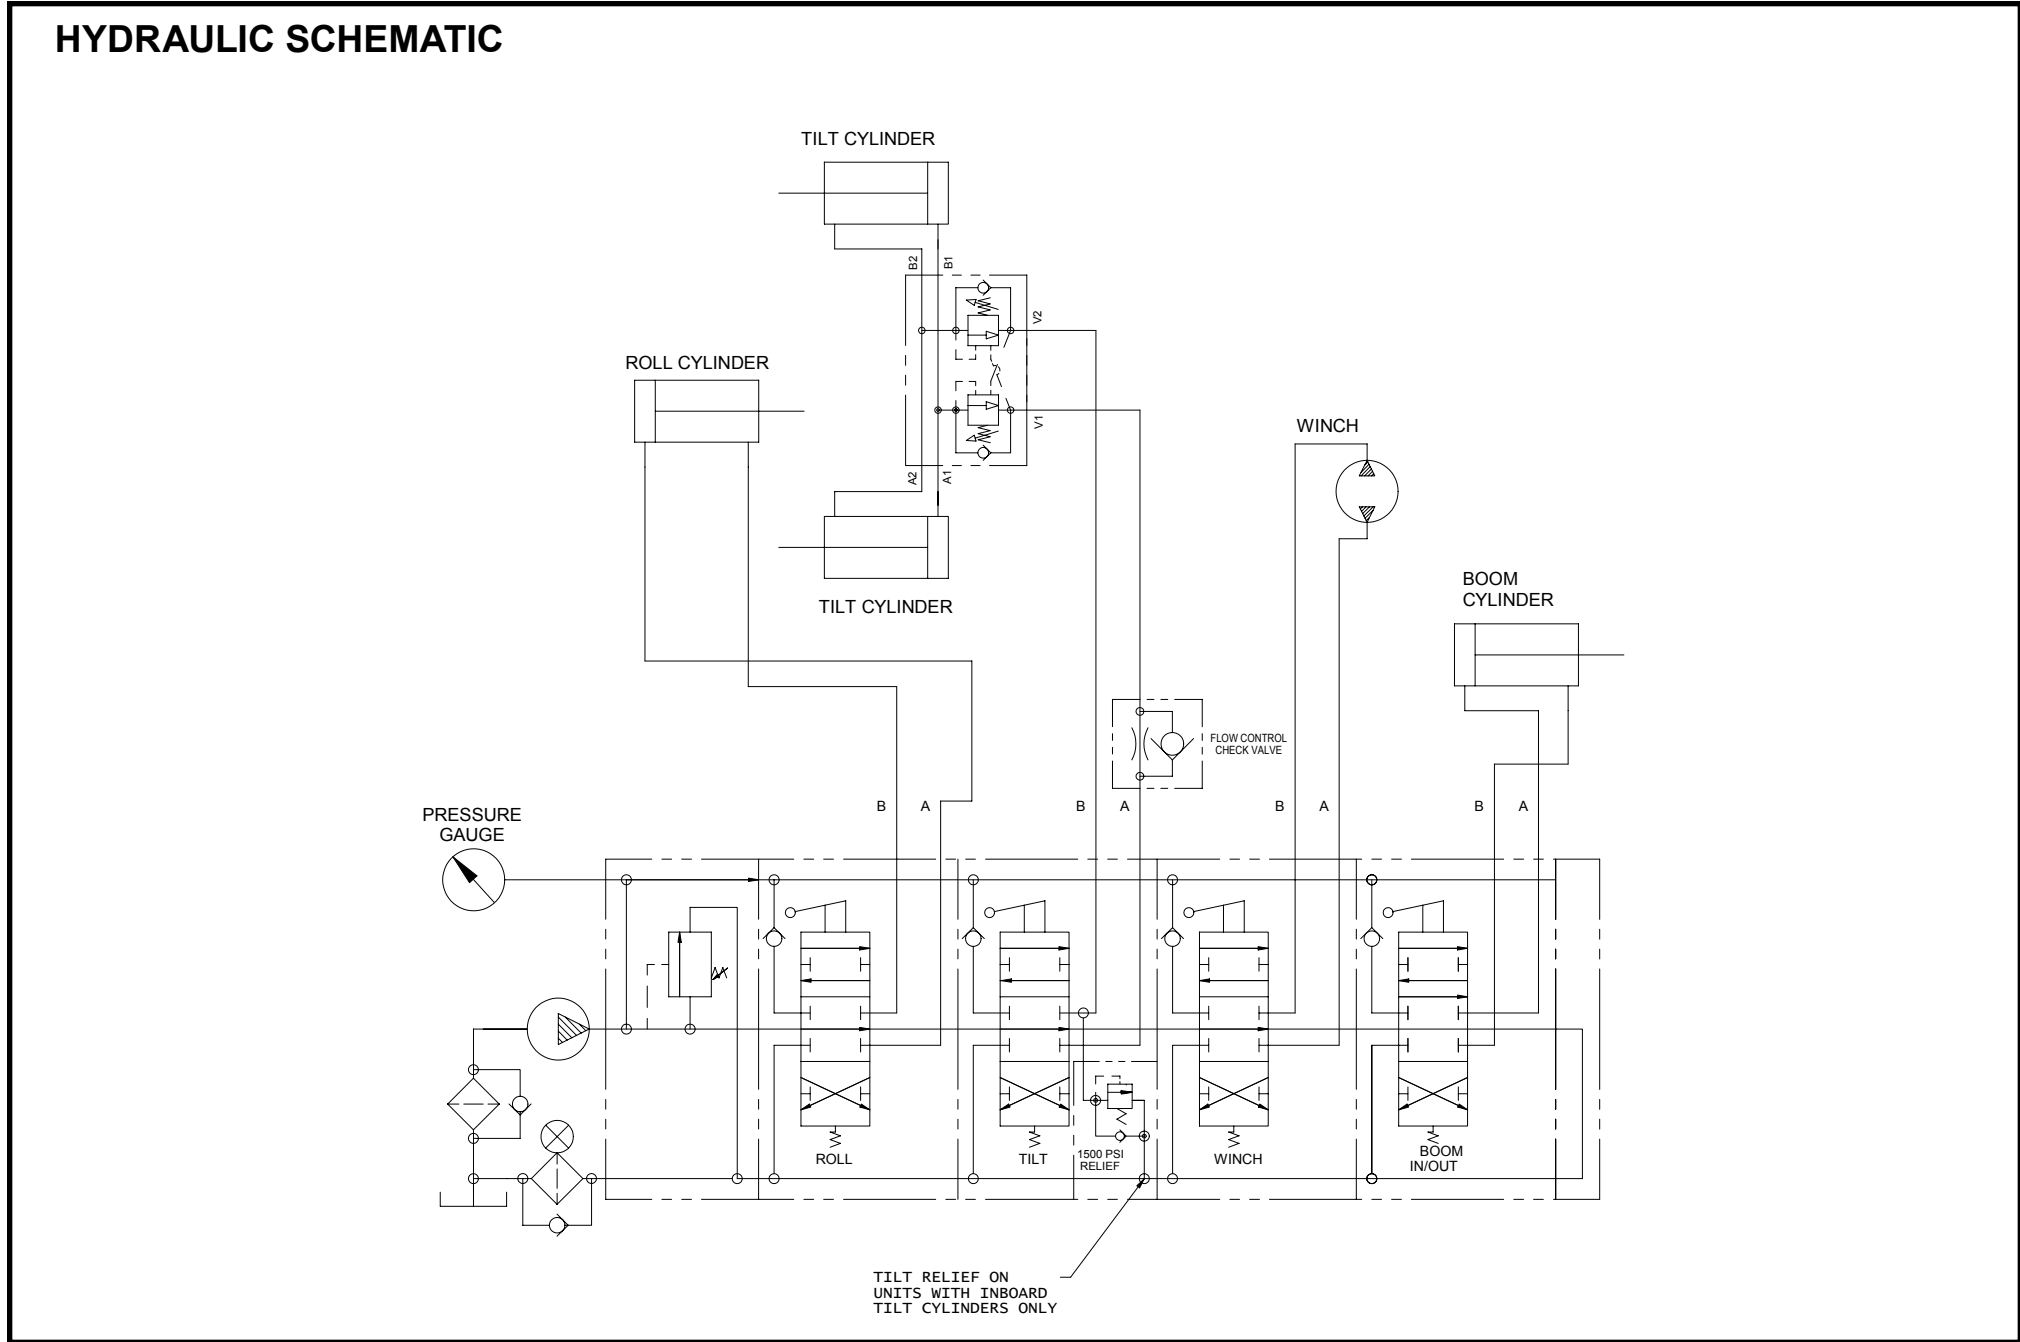 HYDRAULIC SCHEMATIC
TILT CYLINDER
B2
B1
V2
ROLL CYLINDER
V1
WINCH
A2
A1
BOOM
CYLINDER
TILT CYLINDER
FLOW CONTROL
CHECK VALVE
B A B A B A B A
PRESSURE
GAUGE
ROLL
TILT
1500 PSI
RELIEF
WINCH
BOOM
IN/OUT
TILT RELIEF ON
UNITS WITH INBOARD
TILT CYLINDERS ONLY